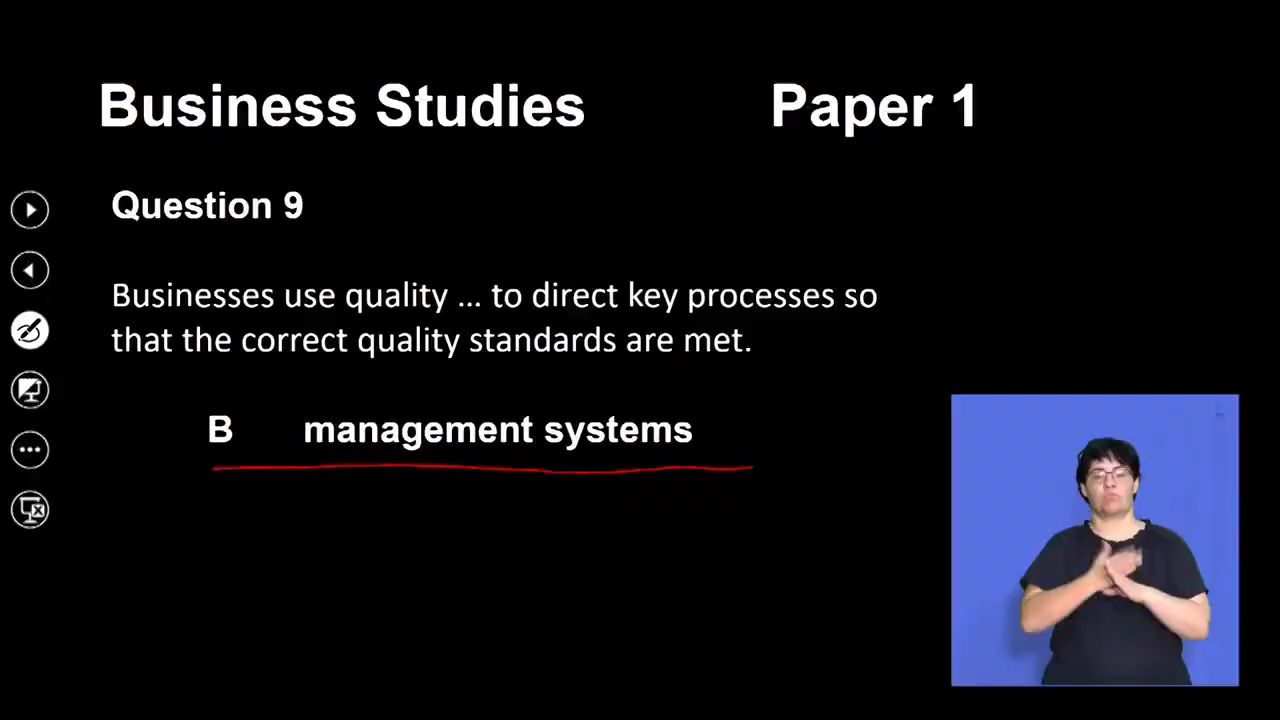 Business Studies Paper 1
Question 9
Businesses use quality ... to direct key processes so
that the correct quality standards are met.
B management systems